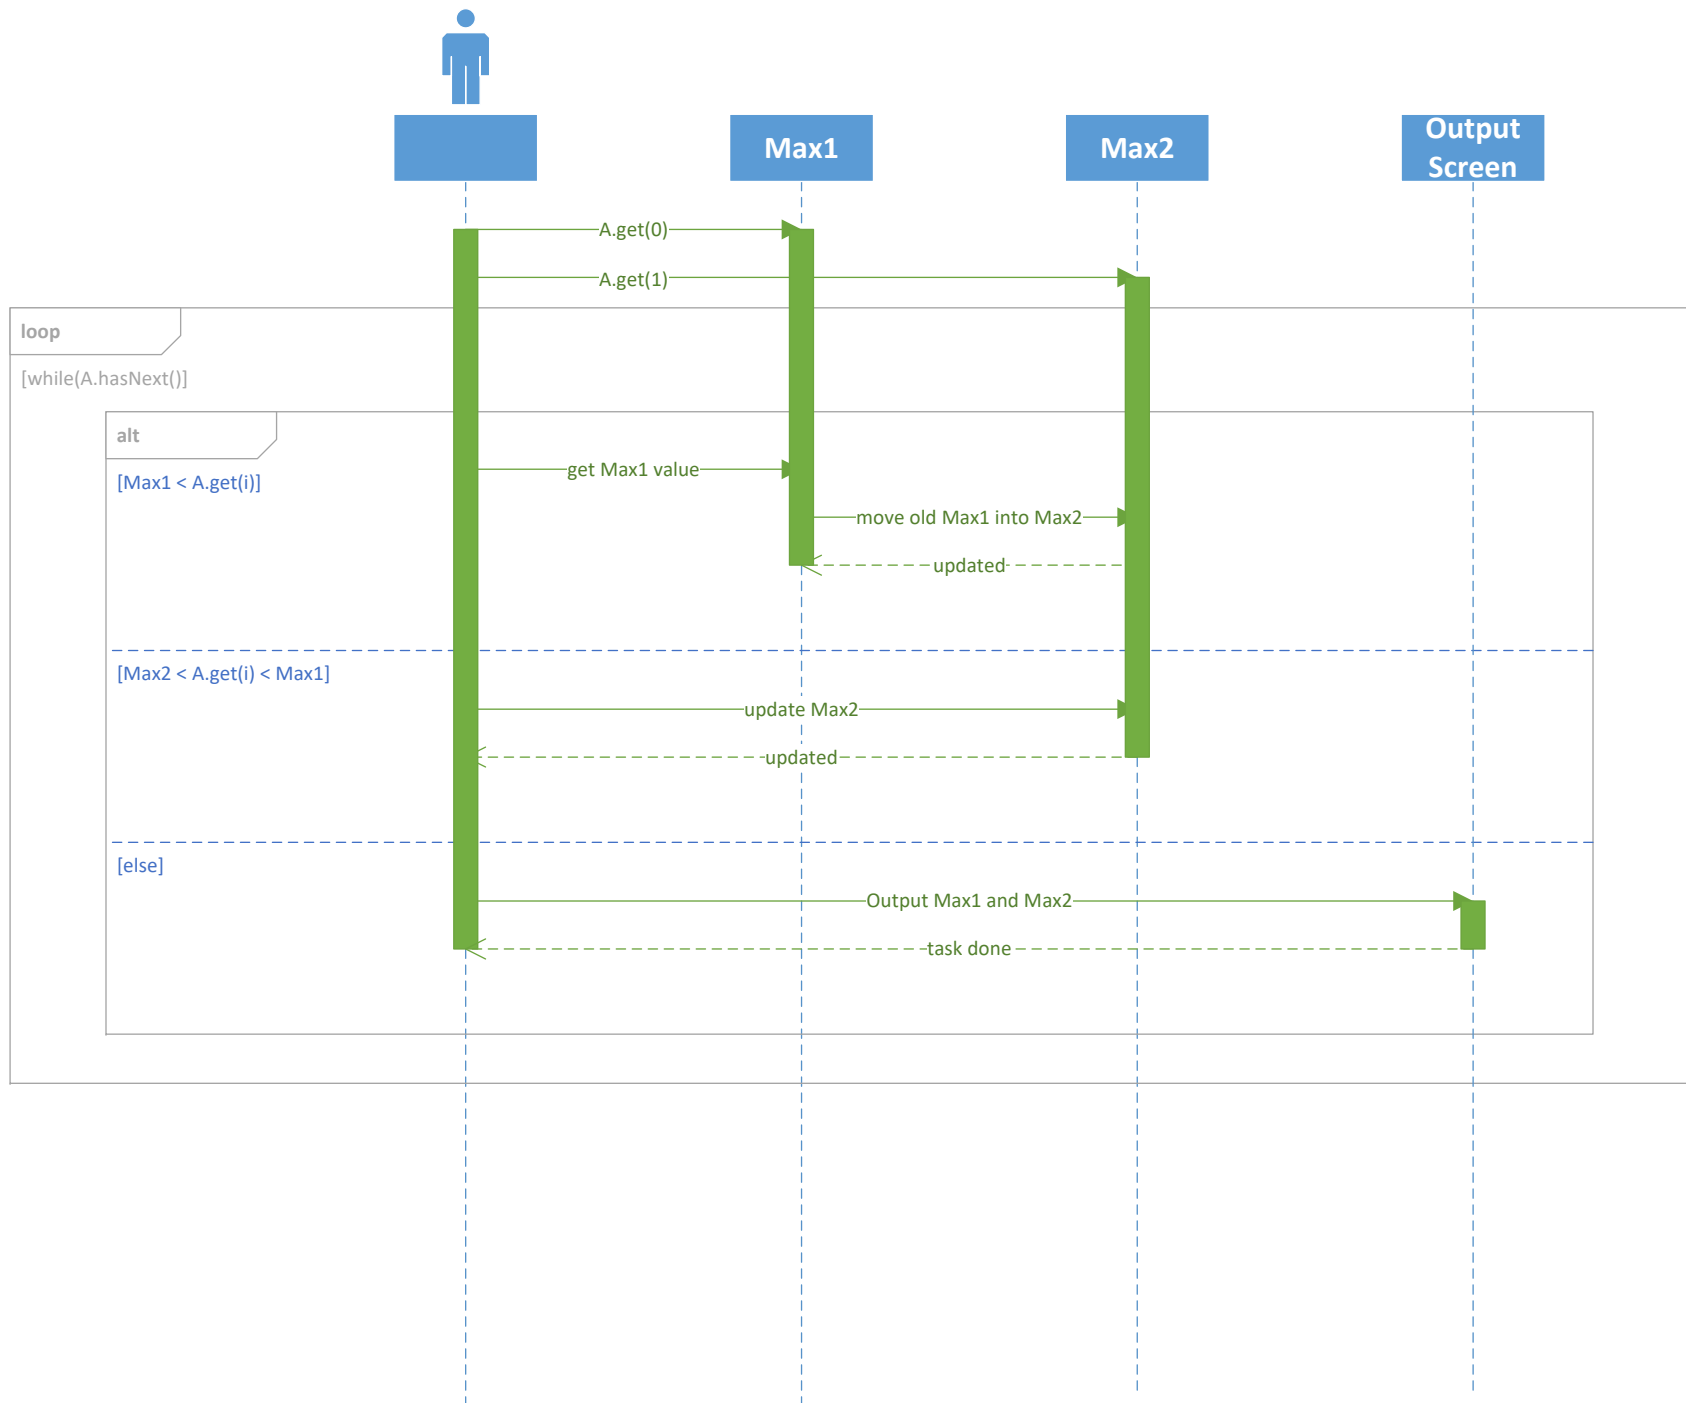 Max1
Max2
Output
Screen
A.get(0)
A.get(1)
loop
[while(A.hasNext()]
alt
[Max1 < A.get(i)]
get Max1 value
move old Max1 into Max2
updated
[Max2 < A.get(i) < Max1]
update Max2
updated
[else]
Output Max1 and Max2
task done